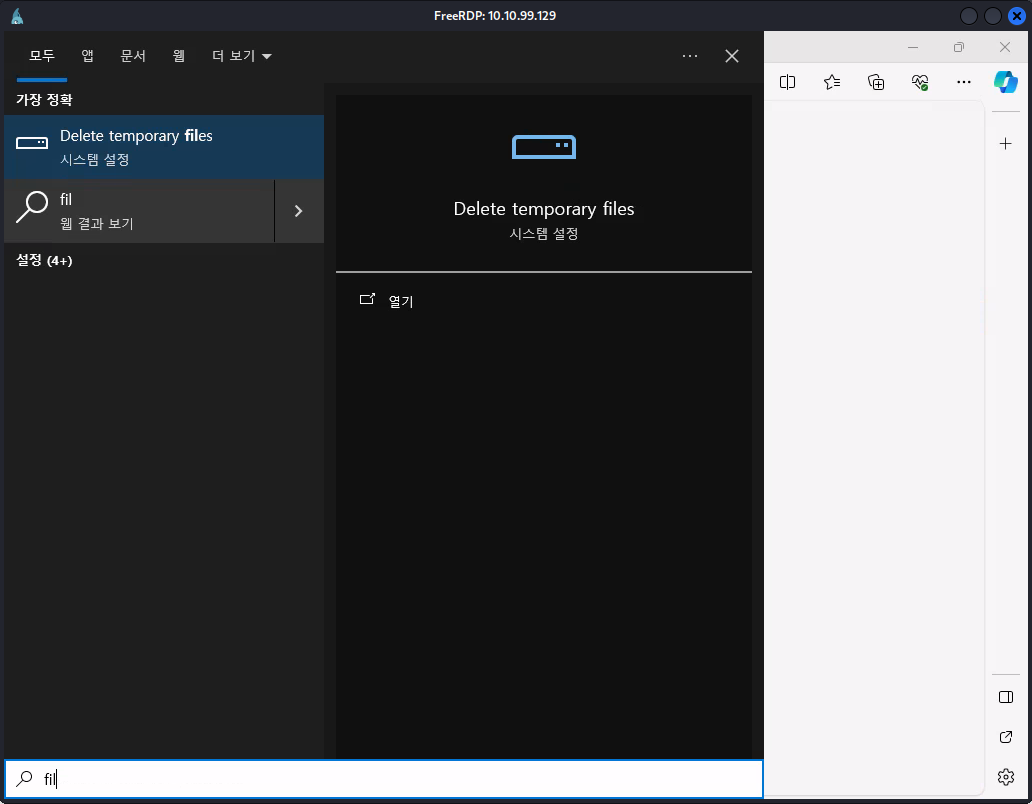 FreeRDP: 10.10.99.129
모두 앱 문서 웹 더 보기
가장 정확
Delete temporary files
시스템 설정
fil
웹 결과 보기
설정 (4+)
Delete temporary files
시스템 설정
열기
fil